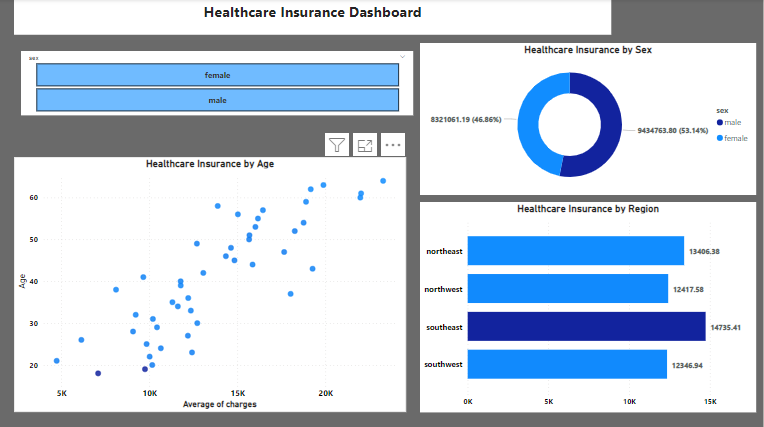 Healthcare Insurance Dashboard
sex
female
male
Healthcare Insurance by Sex
8321061.19 (46.86%)
9434763.80 (53.14%)
sex
male
female
Healthcare Insurance by Age
Age
60
50
40
30
20
5K 10K 15K 20K
Average of charges
Healthcare Insurance by Region
northeast 13406.38
northwest 12417.58
southeast 14735.41
southwest 12346.94
0K 5K 10K 15K